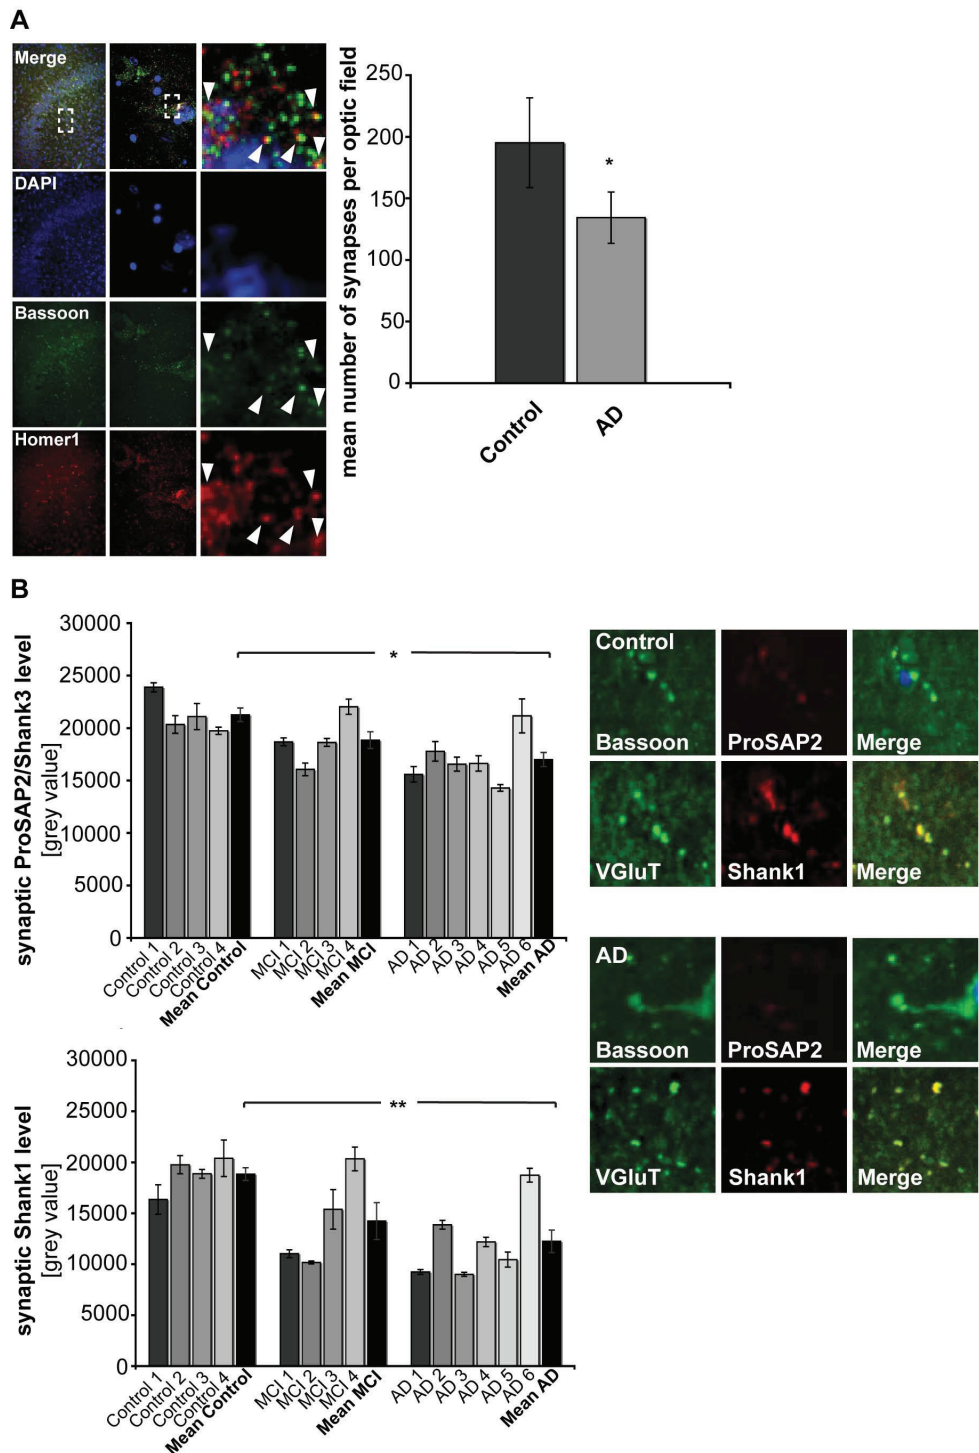 A
Merge
DAPI
Bassoon
Homer1
mean number of synapses per optic field
250
200
150
100
50
0
*
Control
AD
B
synaptic ProSAP2/Shank3 level
[grey value]
30000
25000
20000
15000
10000
5000
0
*
Control 1
Control 2
Control 3
Control 4
Mean Control
MCI 1
MCI 2
MCI 3
MCI 4
Mean MCI
AD 1
AD 2
AD 3
AD 4
AD 5
AD 6
Mean AD
Control
Bassoon
ProSAP2
Merge
VGluT
Shank1
Merge
AD
Bassoon
ProSAP2
Merge
VGluT
Shank1
Merge
synaptic Shank1 level
[grey value]
30000
25000
20000
15000
10000
5000
0
**
Control 1
Control 2
Control 3
Control 4
Mean Control
MCI 1
MCI 2
MCI 3
MCI 4
Mean MCI
AD 1
AD 2
AD 3
AD 4
AD 5
AD 6
Mean AD